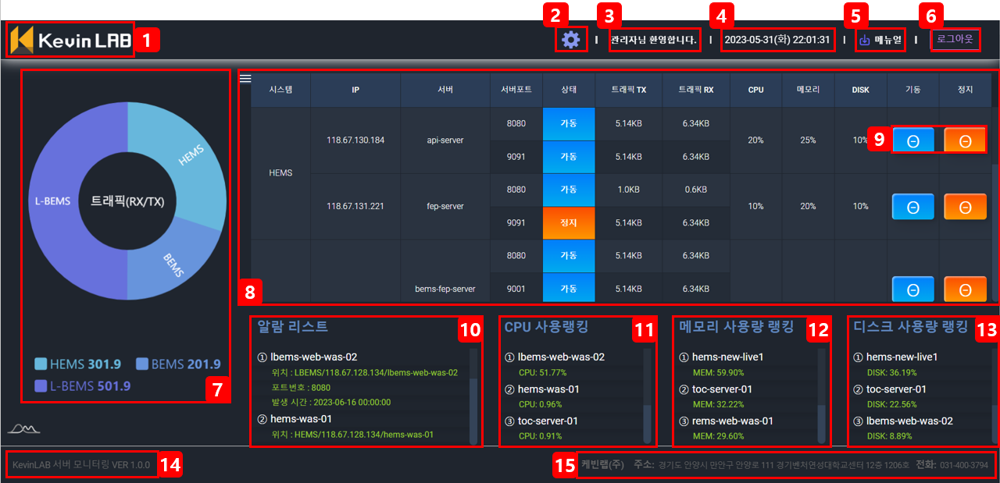 2 3 4 5 6
Kevin LAB 1 관리자님 환영합니다. 2023-05-31(화) 22:01:31 메뉴얼 로그아웃
시스템 IP 서버 서버포트 상태 트래픽 TX 트래픽 RX CPU 메모리 DISK 기동 정지
8080 가동 5.14KB 6.34KB
118.67.130.184 api-server 20% 25% 10% 9
9091 가동 5.14KB 6.34KB
HEMS
8080 가동 1.0KB 0.6KB
118.67.131.221 fep-server 10% 20% 10%
9091 정지 5.14KB 6.34KB
8080 가동 5.14KB 6.34KB
bems-fep-server 9001 가동 5.14KB 6.34KB
8
HEMS
L-BEMS 트래픽(RX/TX)
BEMS
HEMS 301.9 BEMS 201.9
L-BEMS 501.9
7
알람 리스트 10
① lbems-web-was-02
위치 : LBEMS/118.67.128.134/lbems-web-was-02
포트번호 : 8080
발생 시간 : 2023-06-16 00:00:00
② hems-was-01
위치 : HEMS/118.67.128.134/hems-was-01
CPU 사용랭킹 11
① lbems-web-was-02
CPU: 51.77%
② hems-was-01
CPU: 0.96%
③ toc-server-01
CPU: 0.91%
메모리 사용량 랭킹 12
① hems-new-live1
MEM: 59.90%
② toc-server-01
MEM: 32.22%
③ rems-web-was-01
MEM: 29.60%
디스크 사용량 랭킹 13
① hems-new-live1
DISK: 36.19%
② toc-server-01
DISK: 22.56%
③ lbems-web-was-02
DISK: 8.89%
KevinLAB 서버 모니터링 VER 1.0.0 14
15 케빈랩(주) 주소: 경기도 안양시 만안구 안양로 111 경기벤처연성대학교센터 12층 1206호 전화: 031-400-3794